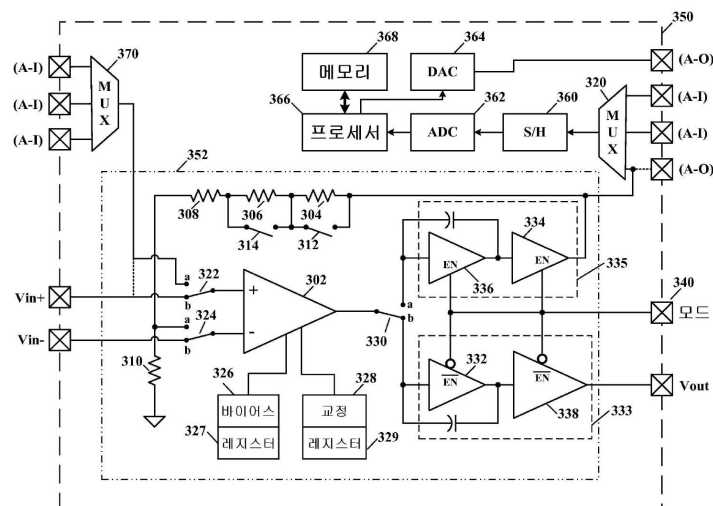 350
370
368
364
(A-I)
(A-O)
MUX
메모리
DAC
320
(A-I)
366
362
360
(A-I)
MUX
(A-I)
프로세서
ADC
S/H
(A-I)
352
(A-O)
308
306
304
334
314
312
EN
EN
335
336
a
322
302
a
340
Vin+
b
+
b
모드
324
a
330
Vin-
b
-
310
326
328
332
EN
EN
Vout
바이어스
교정
327
레지스터
레지스터
329
338
333